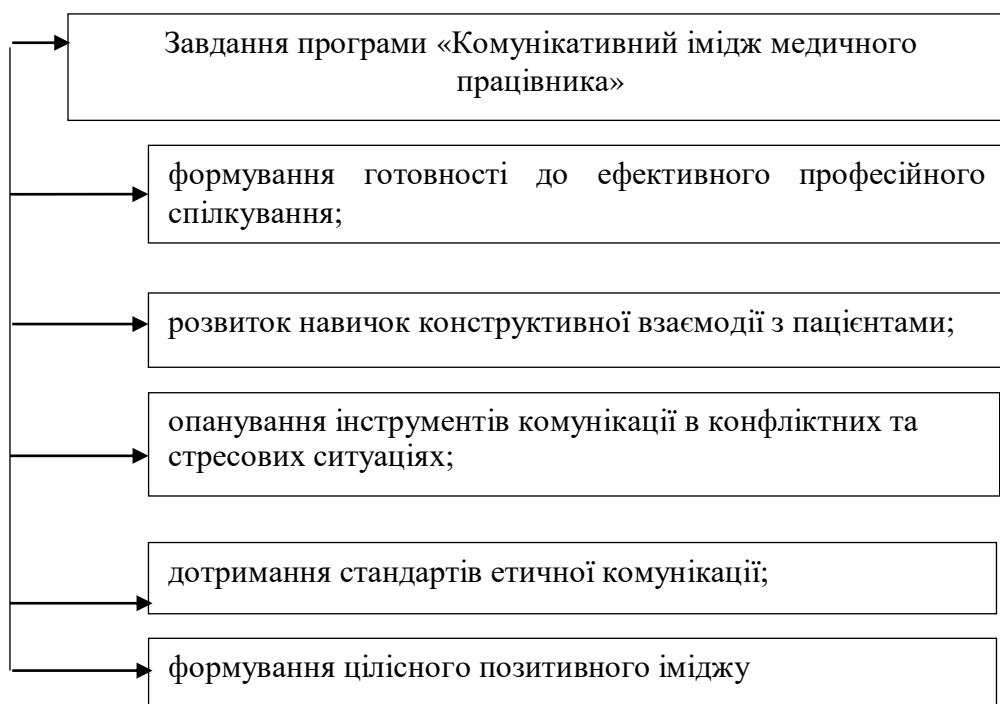 Завдання програми «Комунікативний імідж медичного
працівника»
формування готовності до ефективного професійного
спілкування;
розвиток навичок конструктивної взаємодії з пацієнтами;
опанування інструментів комунікації в конфліктних та
стресових ситуаціях;
дотримання стандартів етичної комунікації;
формування цілісного позитивного іміджу